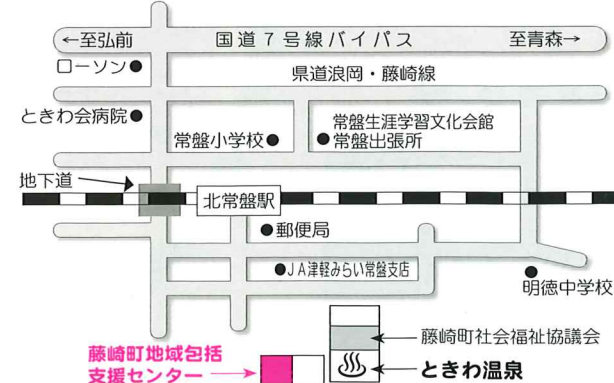 ←至弘前 国道７号線バイパス 至青森→
ローソン
県道浪岡・藤崎線
ときわ会病院
常盤生涯学習文化会館
常盤小学校
常盤出張所
地下道
北常盤駅
郵便局
ＪＡ津軽みらい常盤支店
明徳中学校
藤崎町社会福祉協議会
藤崎町地域包括
支援センター
ときわ温泉